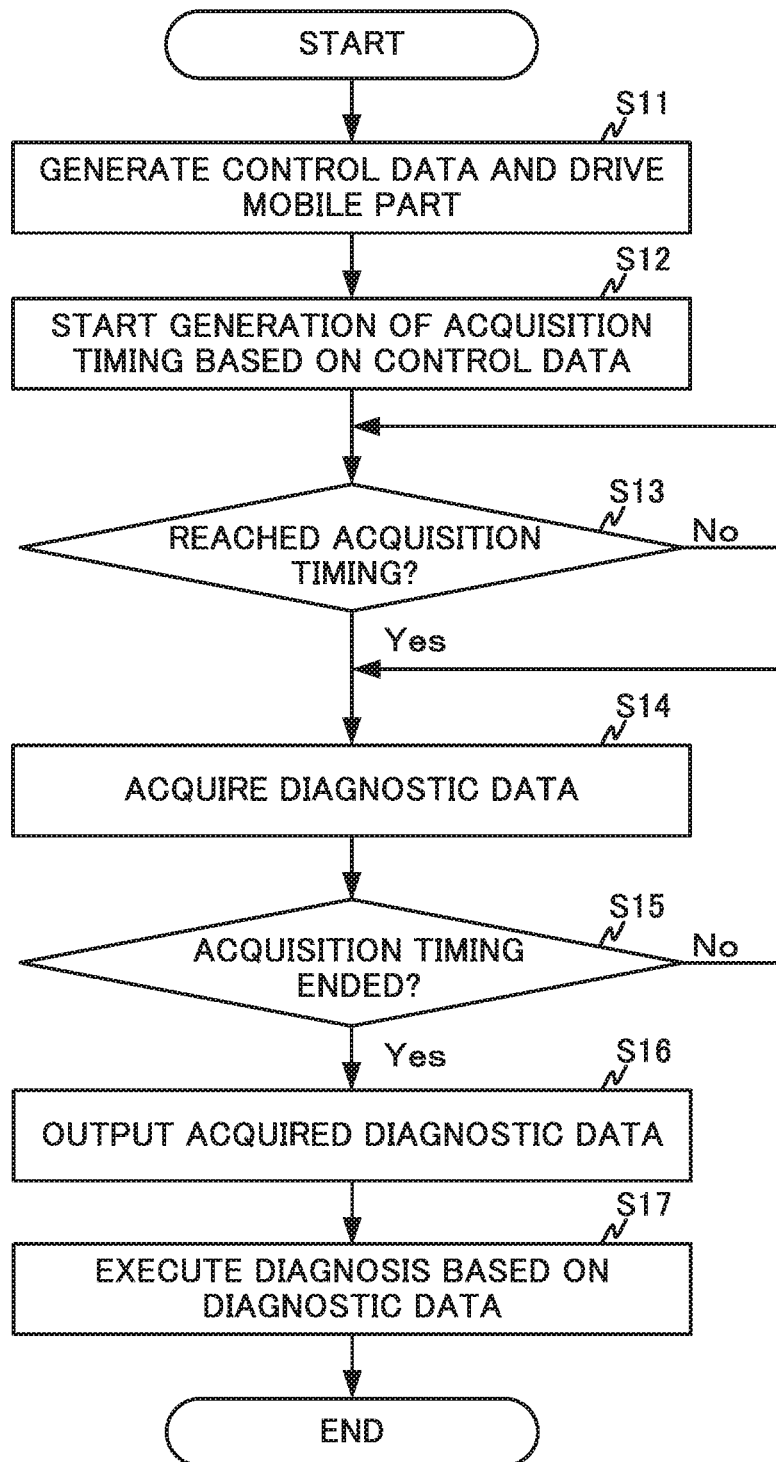 START
S11
GENERATE CONTROL DATA AND DRIVE
MOBILE PART
S12
START GENERATION OF ACQUISITION
TIMING BASED ON CONTROL DATA
S13
REACHED ACQUISITION
TIMING?
No
Yes
S14
ACQUIRE DIAGNOSTIC DATA
S15
ACQUISITION TIMING
ENDED?
No
Yes
S16
OUTPUT ACQUIRED DIAGNOSTIC DATA
S17
EXECUTE DIAGNOSIS BASED ON
DIAGNOSTIC DATA
END